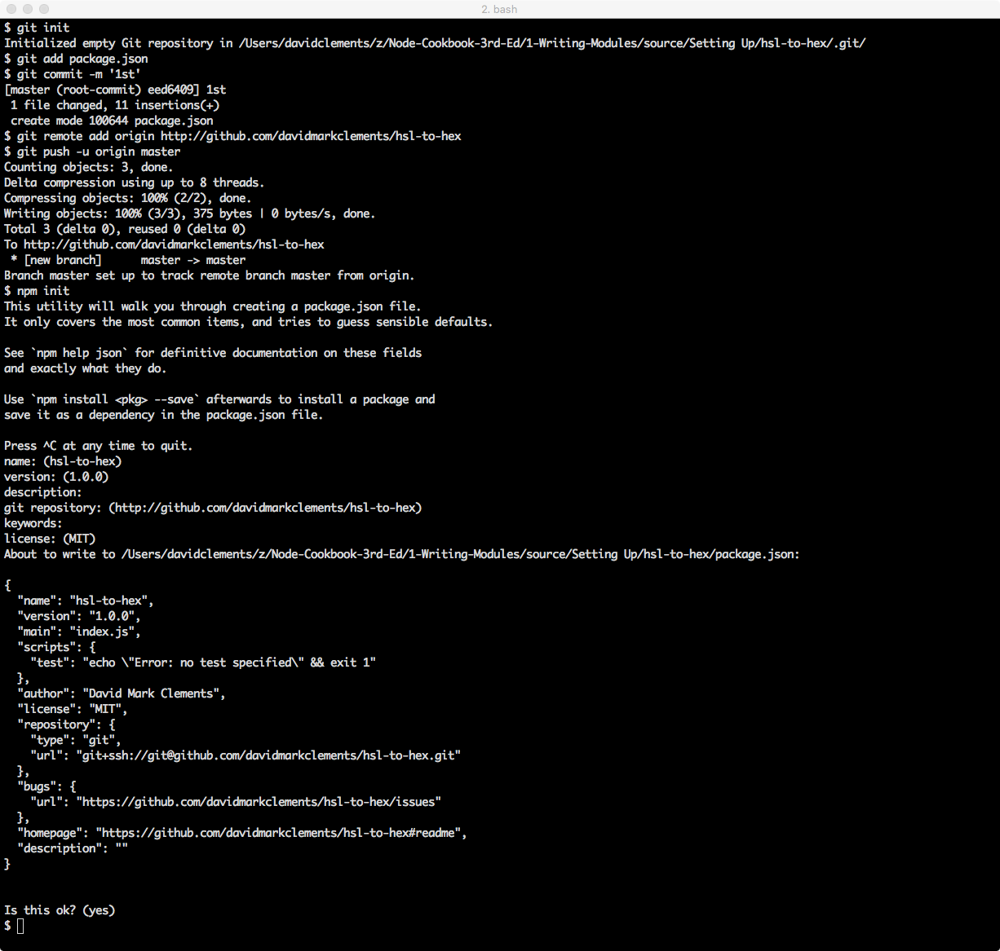 2. bash
$ git init
Initialized empty Git repository in /Users/davidclements/z/Node-Cookbook-3rd-Ed/1-Writing-Modules/source/Setting Up/hsl-to-hex/.git/
$ git add package.json
$ git commit -m '1st'
[master (root-commit) eed6409] 1st
 1 file changed, 11 insertions(+)
 create mode 100644 package.json
$ git remote add origin http://github.com/davidmarkclements/hsl-to-hex
$ git push -u origin master
Counting objects: 3, done.
Delta compression using up to 8 threads.
Compressing objects: 100% (2/2), done.
Writing objects: 100% (3/3), 375 bytes | 0 bytes/s, done.
Total 3 (delta 0), reused 0 (delta 0)
To http://github.com/davidmarkclements/hsl-to-hex
 * [new branch]      master -> master
Branch master set up to track remote branch master from origin.
$ npm init
This utility will walk you through creating a package.json file.
It only covers the most common items, and tries to guess sensible defaults.

See `npm help json` for definitive documentation on these fields
and exactly what they do.

Use `npm install <pkg> --save` afterwards to install a package and
save it as a dependency in the package.json file.

Press ^C at any time to quit.
name: (hsl-to-hex)
version: (1.0.0)
description:
git repository: (http://github.com/davidmarkclements/hsl-to-hex)
keywords:
license: (MIT)
About to write to /Users/davidclements/z/Node-Cookbook-3rd-Ed/1-Writing-Modules/source/Setting Up/hsl-to-hex/package.json:

{
  "name": "hsl-to-hex",
  "version": "1.0.0",
  "main": "index.js",
  "scripts": {
    "test": "echo \"Error: no test specified\" && exit 1"
  },
  "author": "David Mark Clements",
  "license": "MIT",
  "repository": {
    "type": "git",
    "url": "git+ssh://git@github.com/davidmarkclements/hsl-to-hex.git"
  },
  "bugs": {
    "url": "https://github.com/davidmarkclements/hsl-to-hex/issues"
  },
  "homepage": "https://github.com/davidmarkclements/hsl-to-hex#readme",
  "description": ""
}


Is this ok? (yes)
$